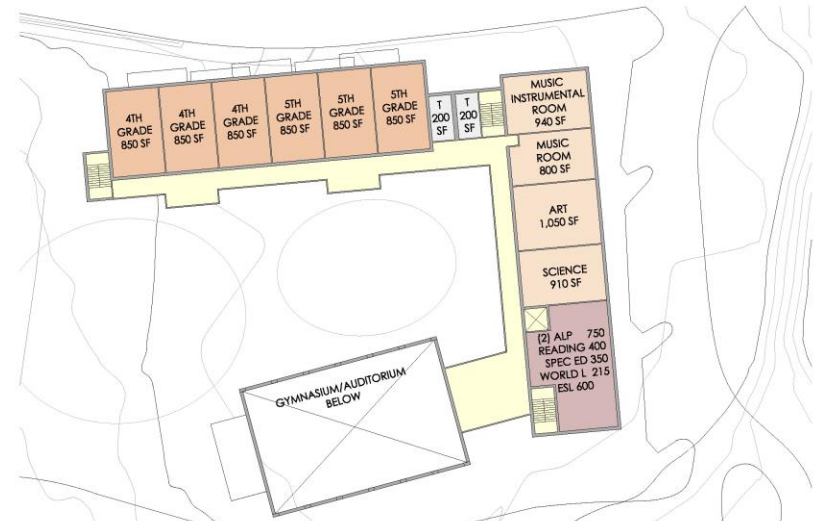 4TH
GRADE
850 SF
4TH
GRADE
850 SF
4TH
GRADE
850 SF
5TH
GRADE
850 SF
5TH
GRADE
850 SF
5TH
GRADE
850 SF
T
200
SF
T
200
SF
MUSIC
INSTRUMENTAL
ROOM
940 SF
MUSIC
ROOM
800 SF
ART
1,050 SF
SCIENCE
910 SF
(2) ALP 750
READING 400
SPEC ED 350
WORLD L 215
ESL 600
GYMNASIUM/AUDITORIUM
BELOW